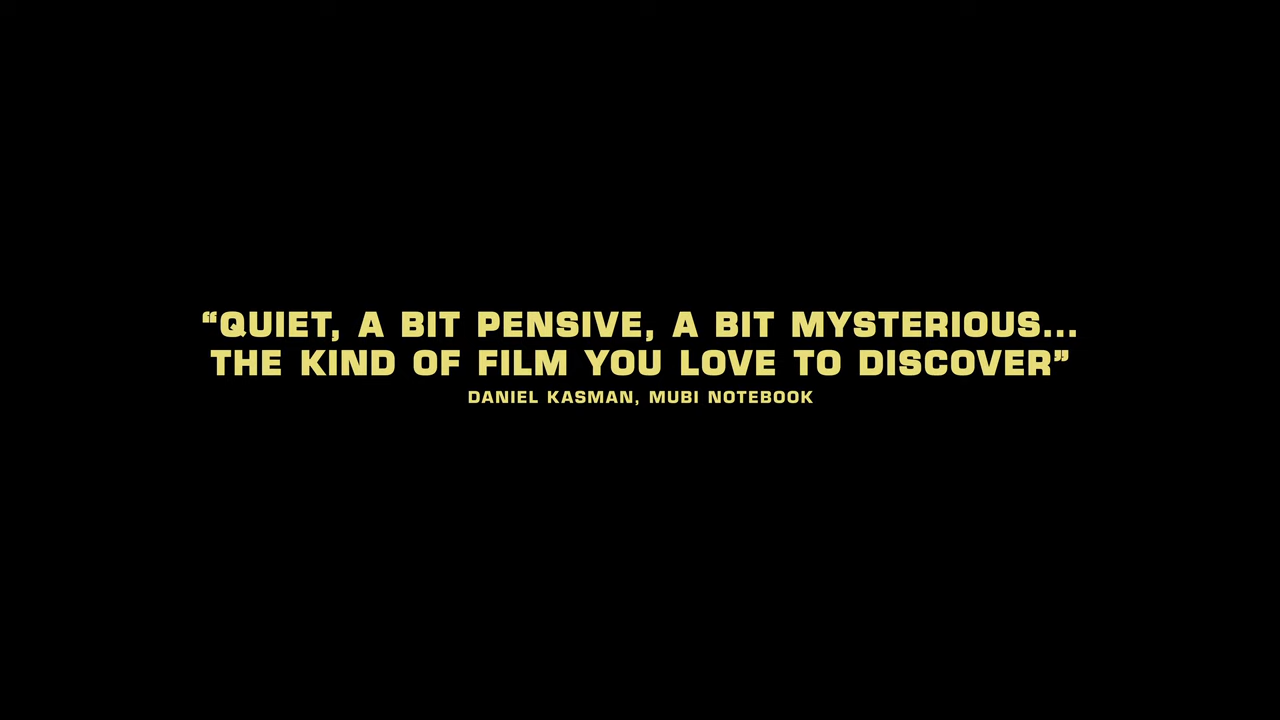 “QUIET, A BIT PENSIVE, A BIT MYSTERIOUS...
THE KIND OF FILM YOU LOVE TO DISCOVER”
DANIEL KASMAN, MUBI NOTEBOOK